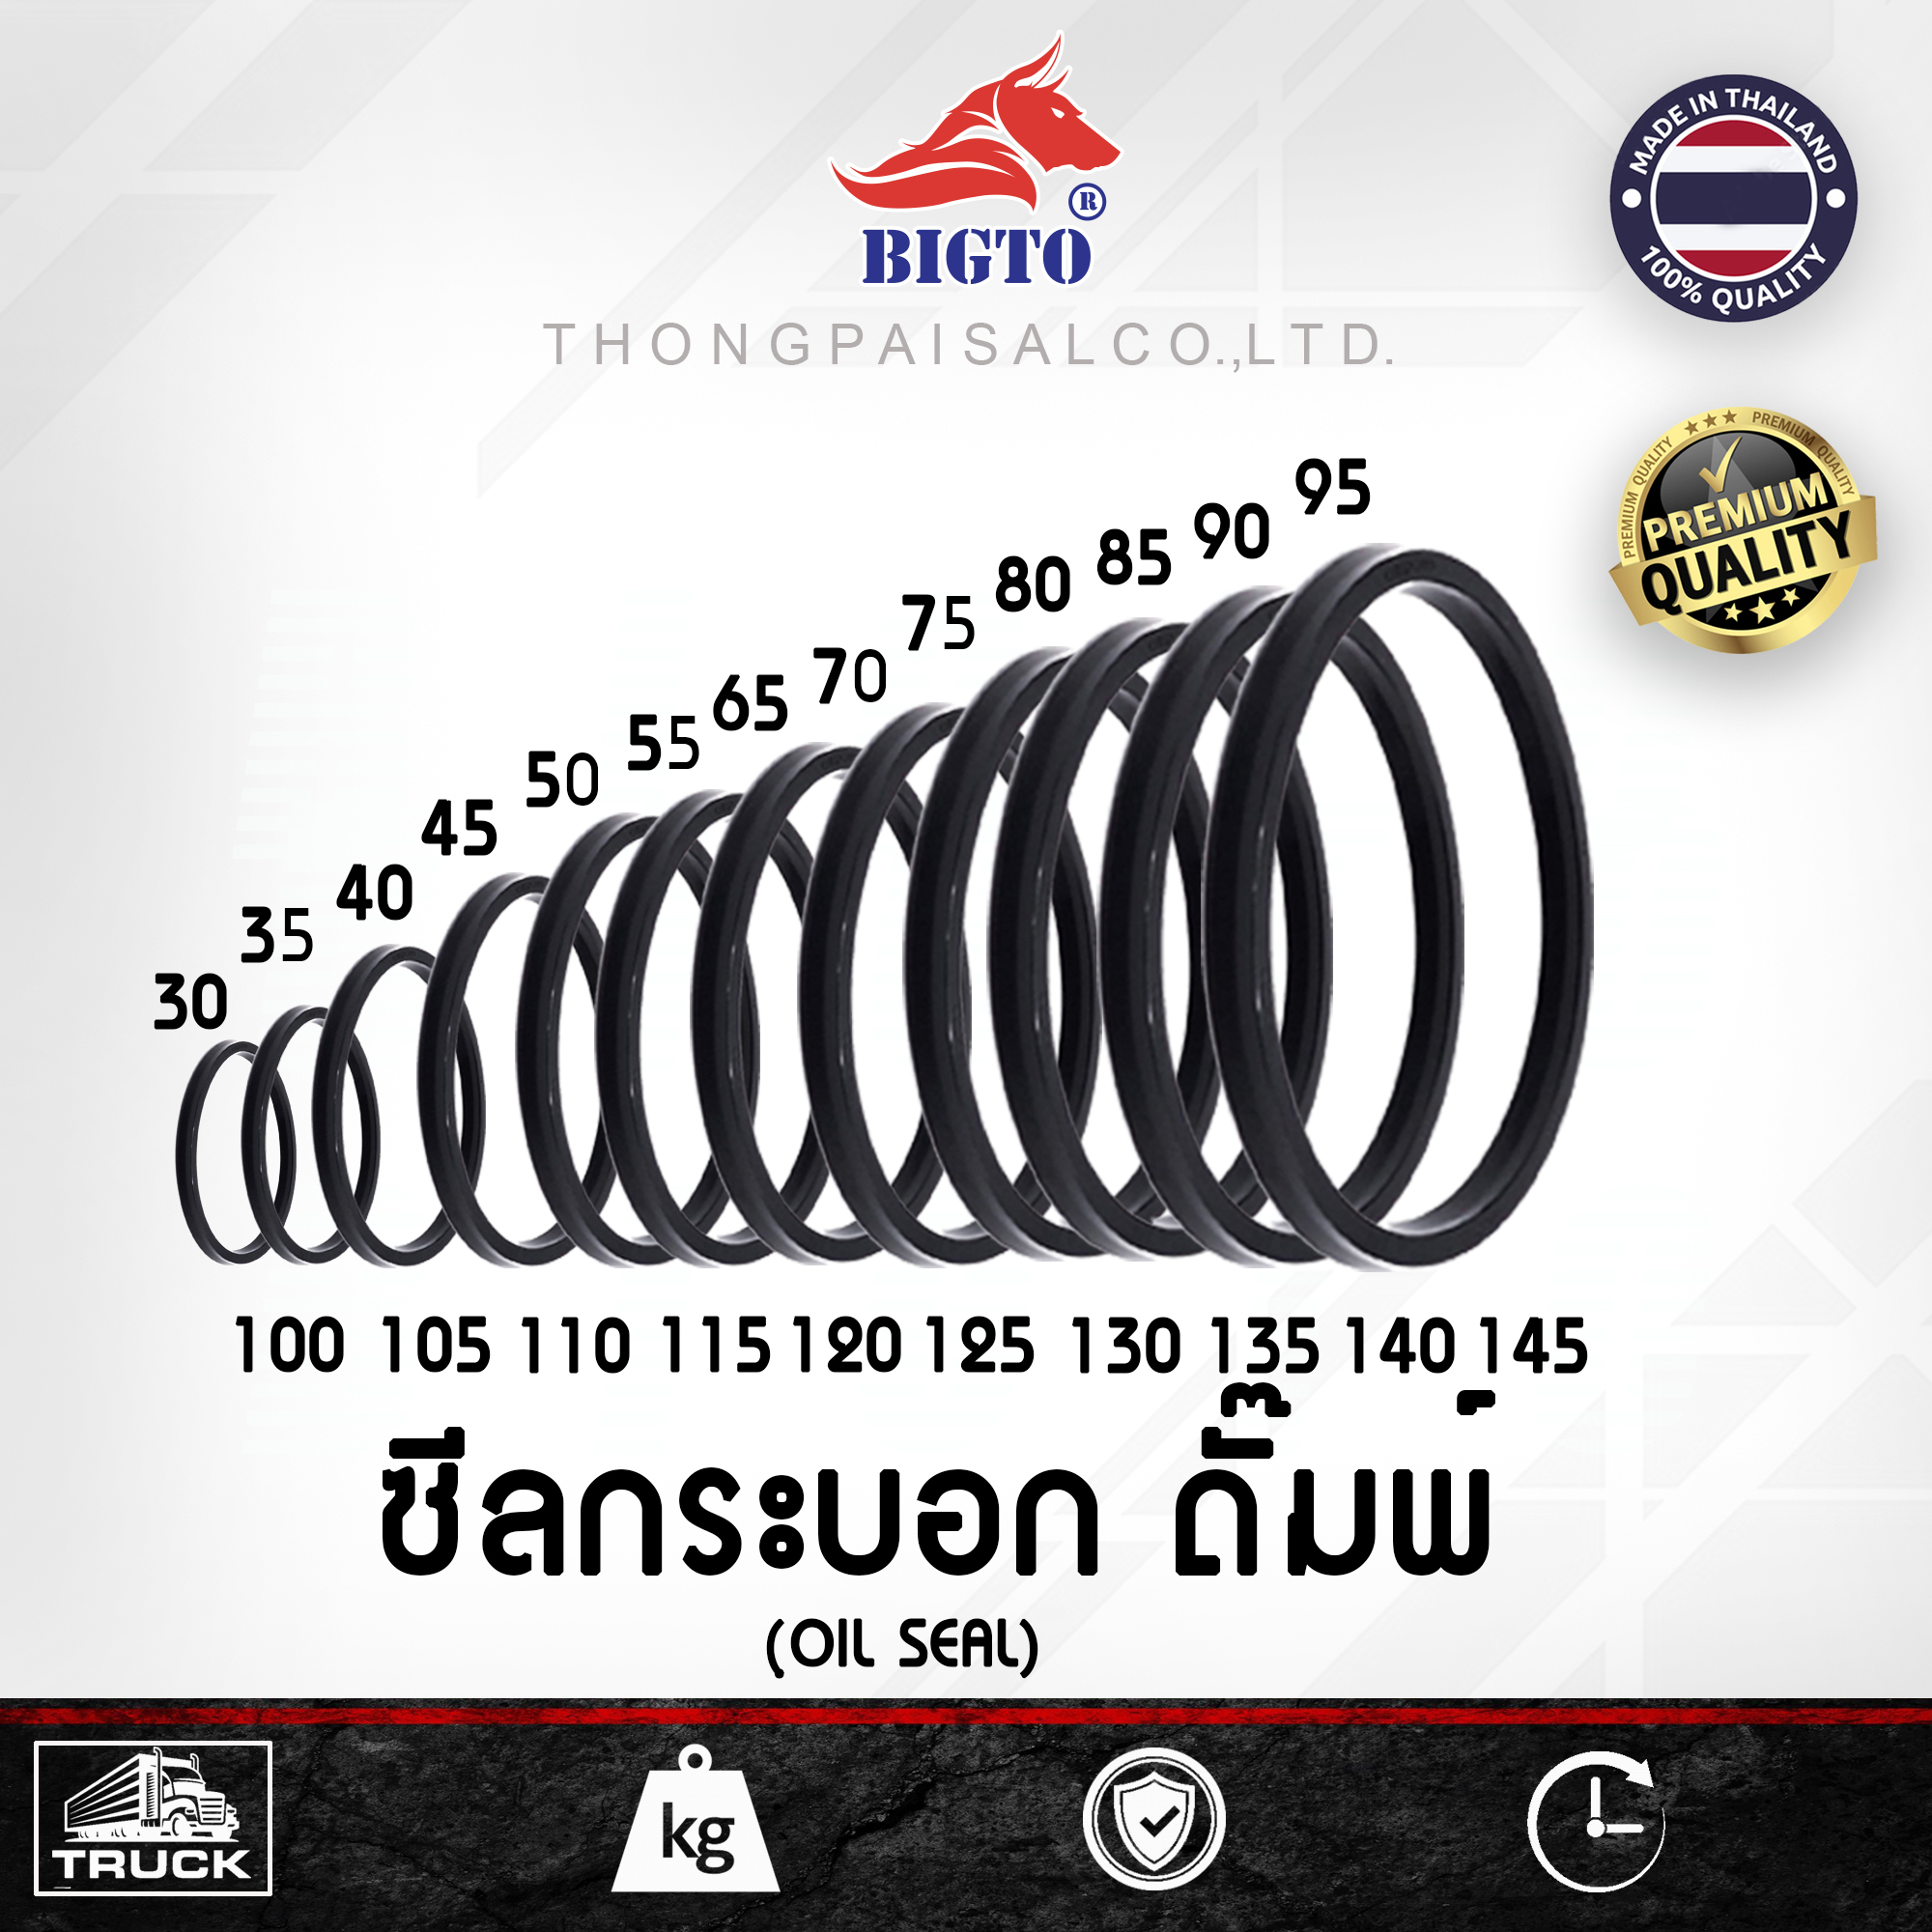 BIGTO
®
THONGPAISALCO.,LTD.
MADE IN THAILAND
100% QUALITY
PREMIUM QUALITY ★★★ PREMIUM QUALITY
PREMIUM
QUALITY
95
90
85
80
75
70
65
55
50
45
40
35
30
100 105 110 115 120 125 130 135 140 145
ซีลกระบอก ดั๊มพ์
(OIL SEAL)
TRUCK
kg